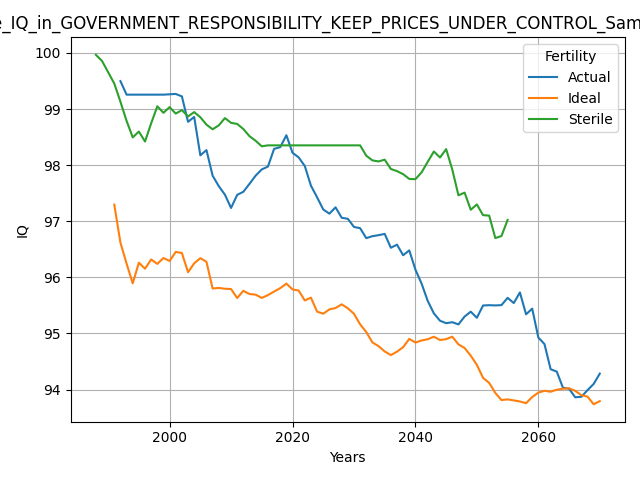 e_IQ_in_GOVERNMENT_RESPONSIBILITY_KEEP_PRICES_UNDER_CONTROL_Sam
Fertility
Actual
Ideal
Sterile
100
99
98
97
96
95
94
IQ
2000
2020
2040
2060
Years